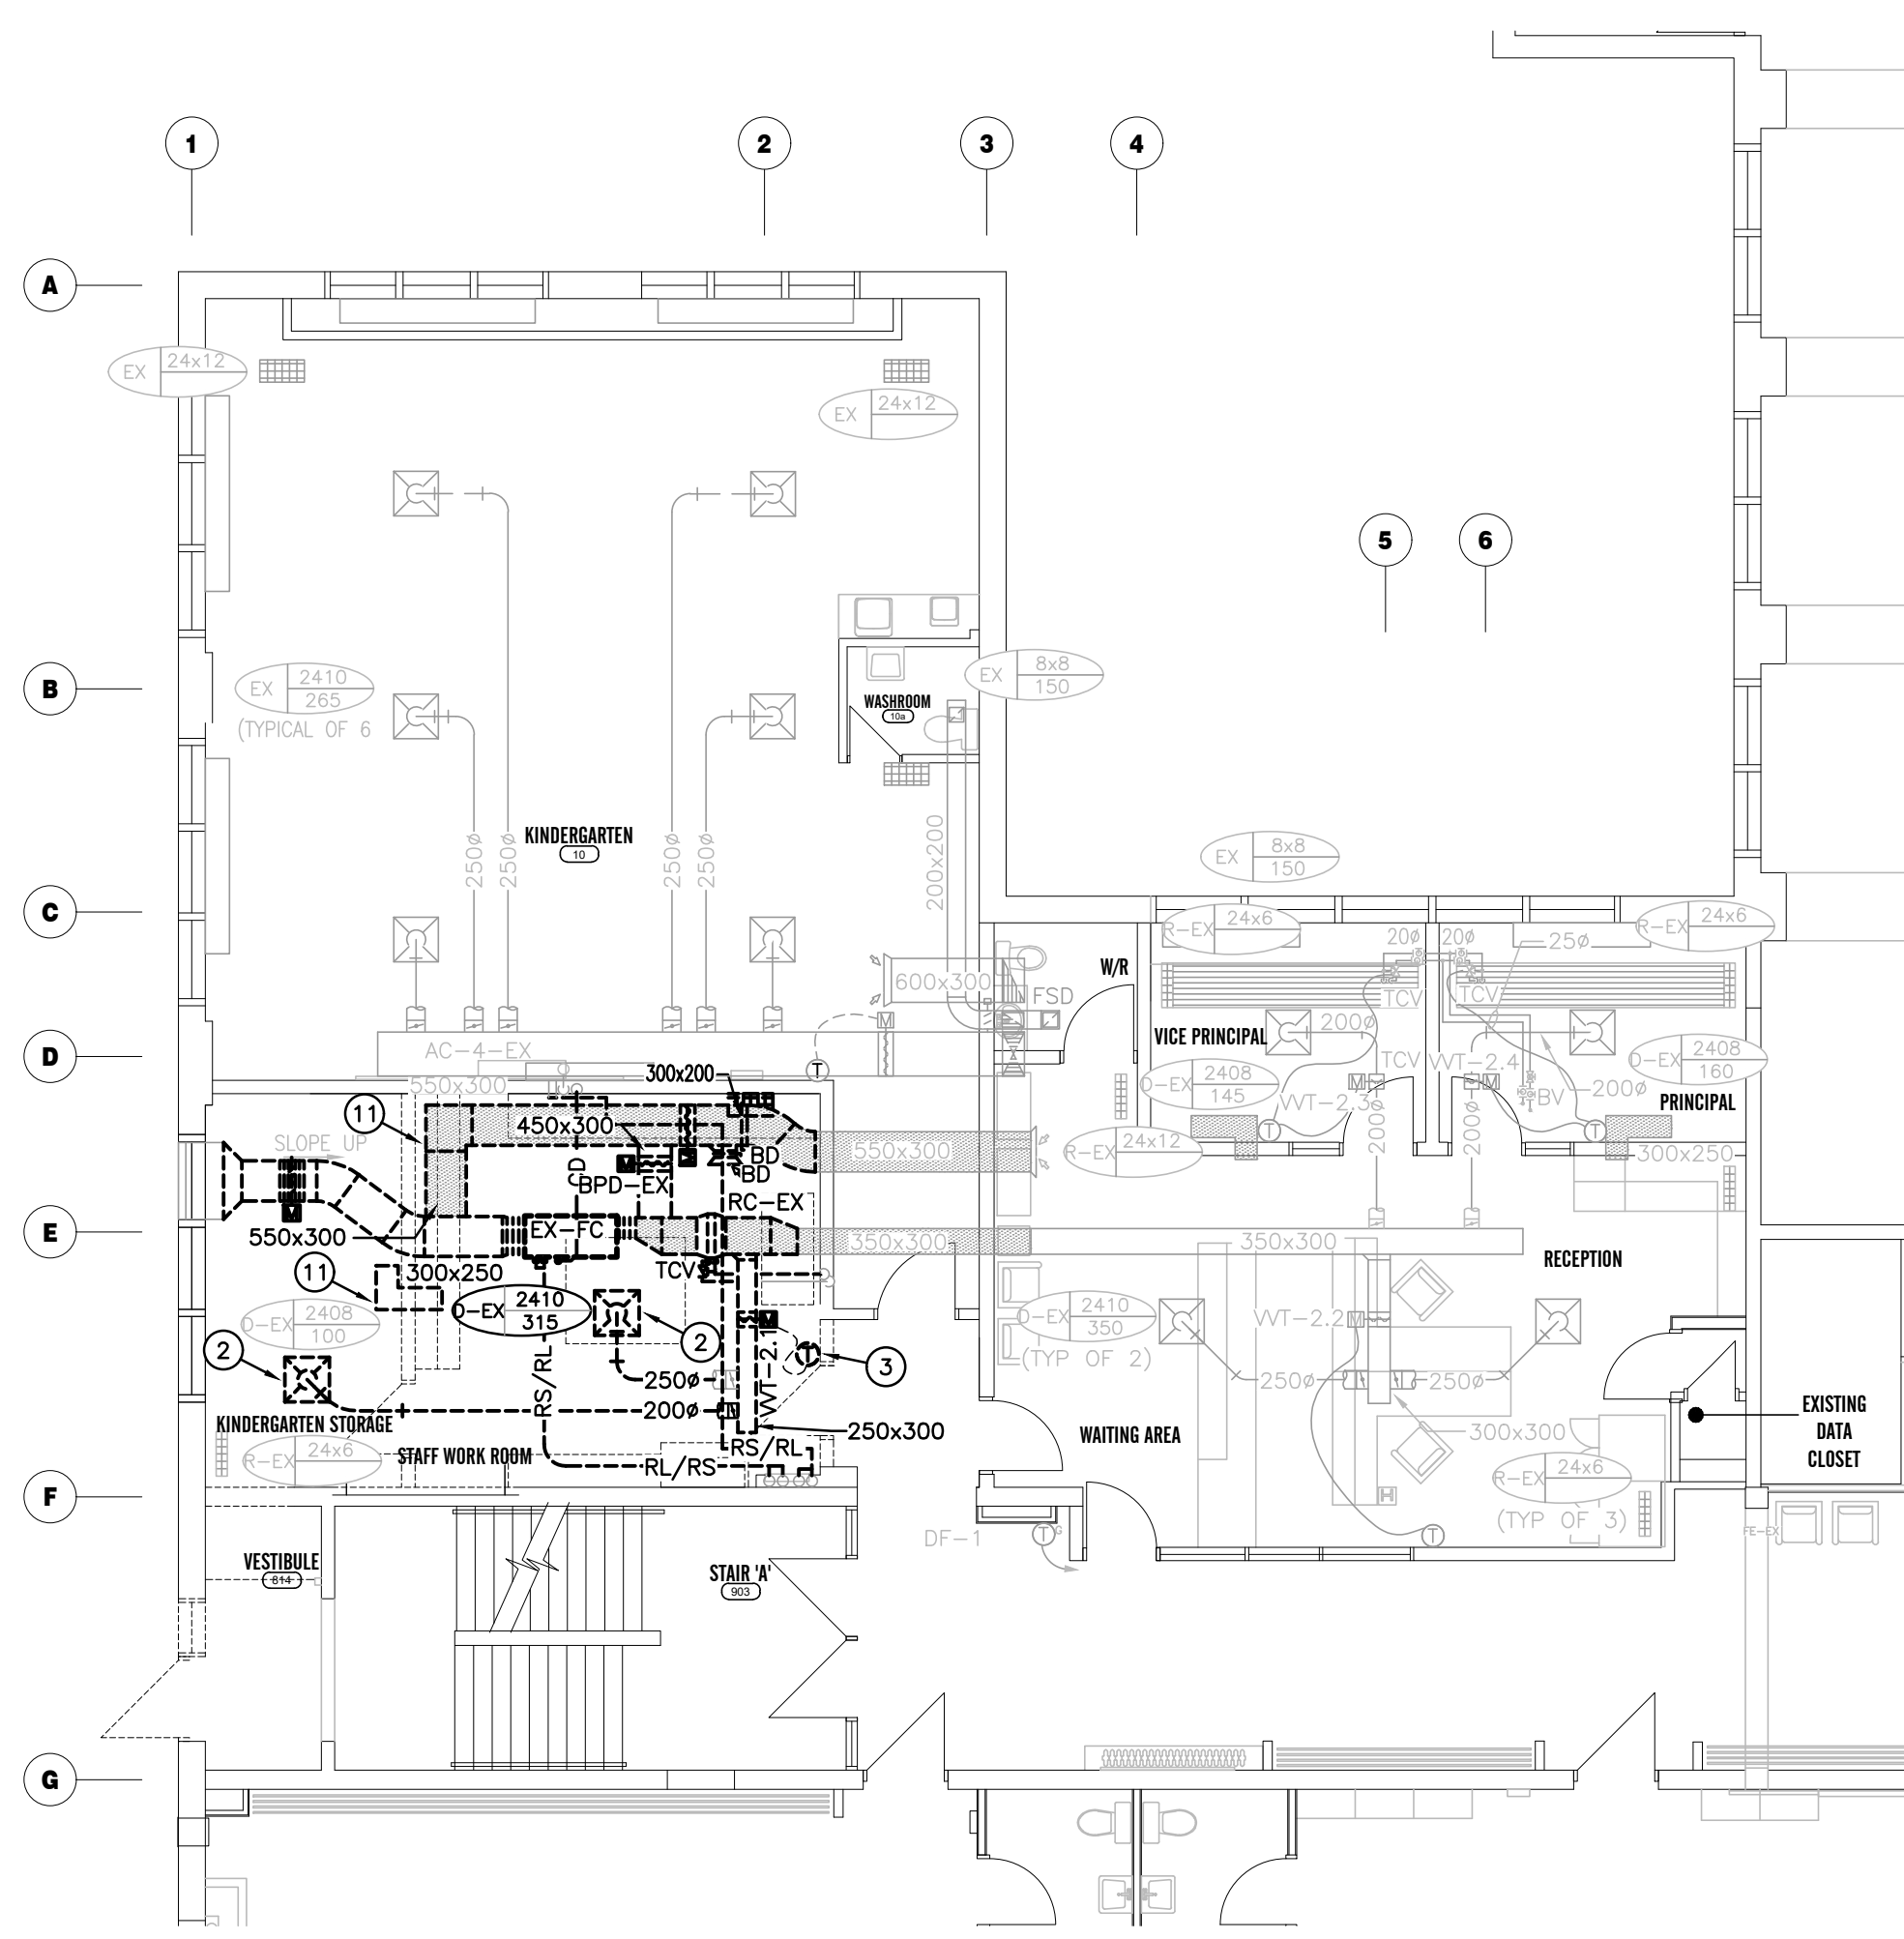 1
2
3
4
A
EX
24x12
EX
24x12
5
6
B
EX
2410
265
(TYPICAL OF 6
EX
8x8
150
WASHROOM
10a
KINDERGARTEN
10
250ø
250ø
250ø
250ø
200x200
EX
8x8
150
C
R-EX
24x6
R-EX
24x6
20ø
20ø
25ø
W/R
600x300
FSD
TCV
TCV
M
200ø
VICE PRINCIPAL
D
AC-4-EX
T
TCV
VVT-2.4
D-EX
2408
160
550x300
300x200
D-EX
2408
145
M
M
VVT-2.3
BV
200ø
PRINCIPAL
11
450x300
SLOPE UP
BD
BD
M
M
CD
BPD-EX
550x300
R-EX
24x12
T
T
200ø
200ø
300x250
RC-EX
M
E
550x300
EX-FC
350x300
350x300
RECEPTION
11
300x250
TCV
D-EX
2408
100
D-EX
2410
315
2
M
VVT-2.1
D-EX
2410
350
(TYP OF 2)
VVT-2.2
M
2
T
3
RS/RL
250ø
250ø
250ø
200ø
250x300
300x300
KINDERGARTEN STORAGE
STAFF WORK ROOM
RS/RL
RL/RS
WAITING AREA
EXISTING
DATA
CLOSET
R-EX
24x6
R-EX
24x6
(TYP OF 3)
H
F
DF-1
T
G
T
FE-EX
VESTIBULE
814
STAIR 'A'
903
G